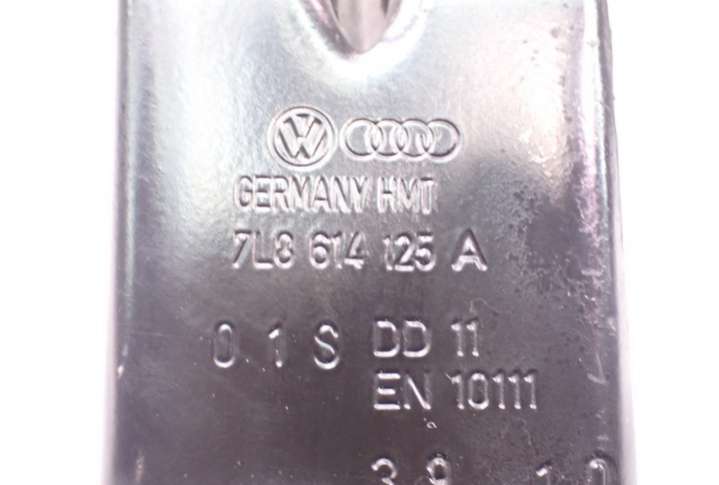 GERMANY HMT
7L8 614 125 A
0 1 S DD 11
EN 10111